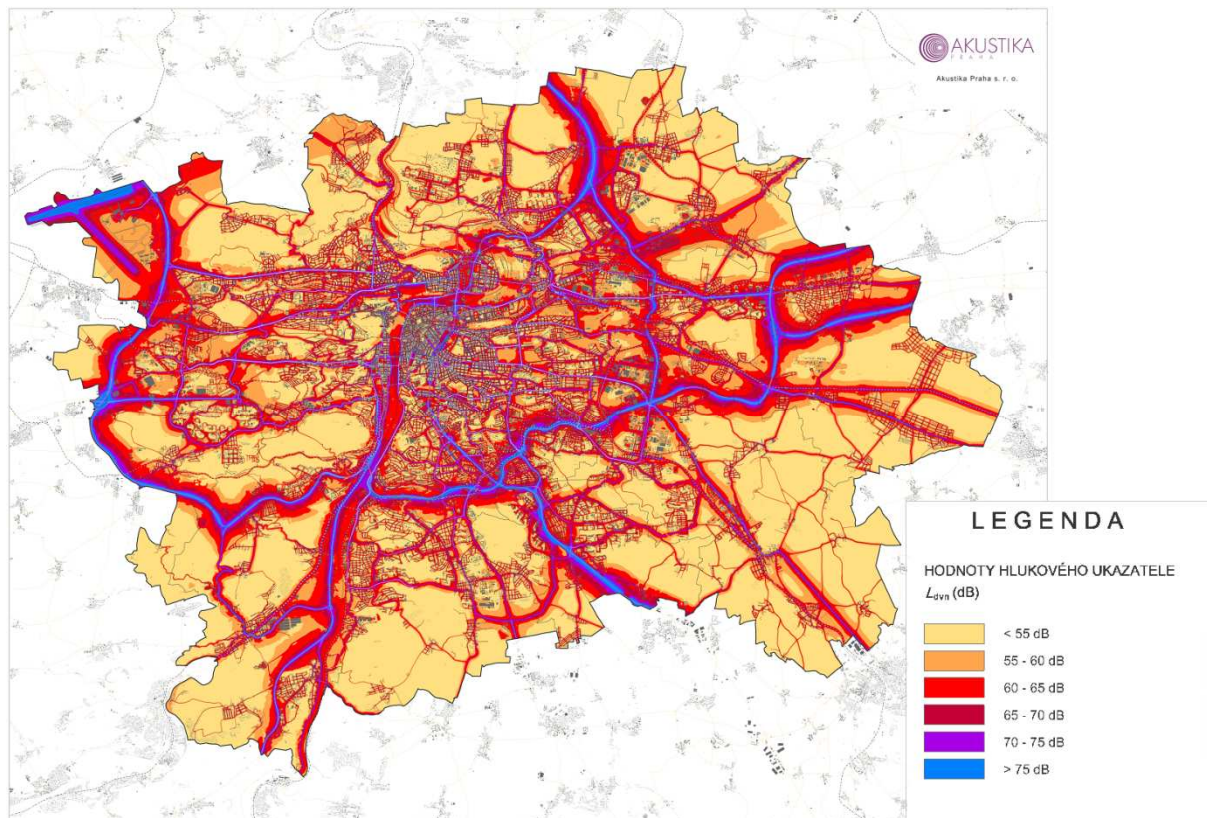 AKUSTIKA
PRAHA
Akustika Praha s. r. o.
LEGENDA
HODNOTY HLUKOVÉHO UKAZATELE
Ldvn (dB)
< 55 dB
55 - 60 dB
60 - 65 dB
65 - 70 dB
70 - 75 dB
> 75 dB